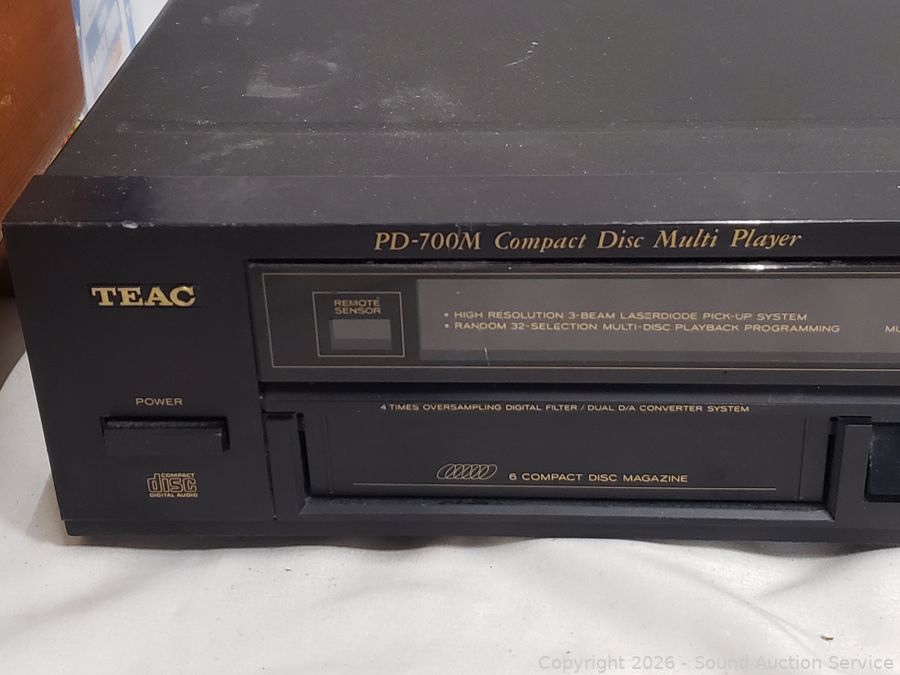 PD-700M Compact Disc Multi Player
TEAC
REMOTE
SENSOR
• HIGH RESOLUTION 3-BEAM LASERDIODE PICK-UP SYSTEM
• RANDOM 32-SELECTION MULTI-DISC PLAYBACK PROGRAMMING
MU
POWER
4 TIMES OVERSAMPLING DIGITAL FILTER / DUAL D/A CONVERTER SYSTEM
COMPACT
disc
DIGITAL AUDIO
6 COMPACT DISC MAGAZINE
Copyright © 2026 - Sound Auction Service